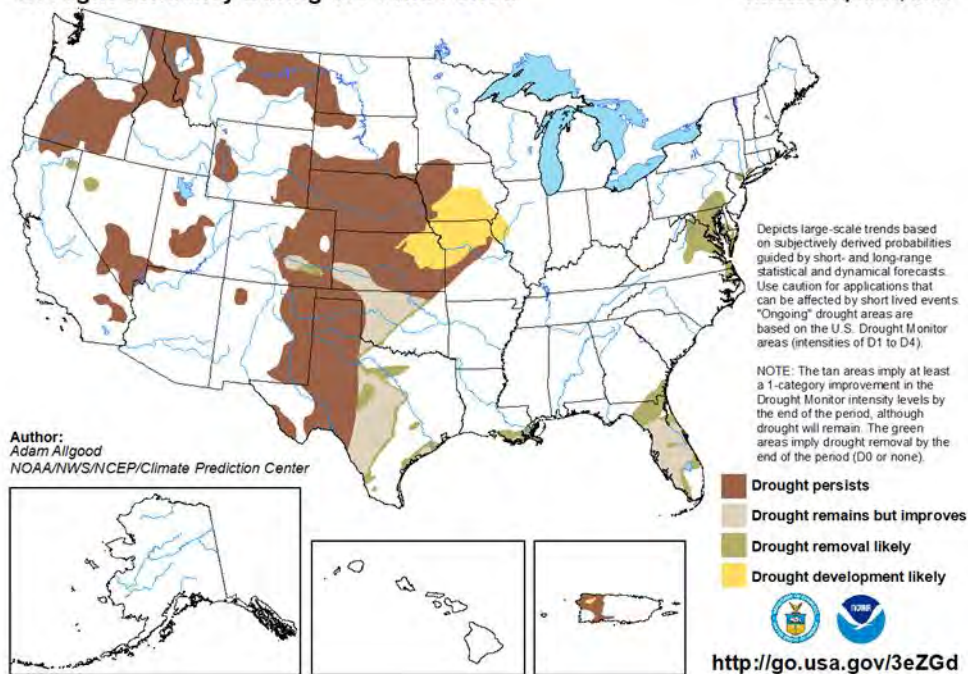 Depicts large-scale trends based
on subjectively derived probabilities
guided by short- and long-range
statistical and dynamical forecasts.
Use caution for applications that
can be affected by short lived events.
"Ongoing" drought areas are
based on the U.S. Drought Monitor
areas (intensities of D1 to D4).
NOTE: The tan areas imply at least
a 1-category improvement in the
Drought Monitor intensity levels by
the end of the period, although
drought will remain. The green
areas imply drought removal by the
end of the period (D0 or none).
Author:
Adam Allgood
NOAA/NWS/NCEP/Climate Prediction Center
Drought persists
Drought remains but improves
Drought removal likely
Drought development likely
http://go.usa.gov/3eZGd